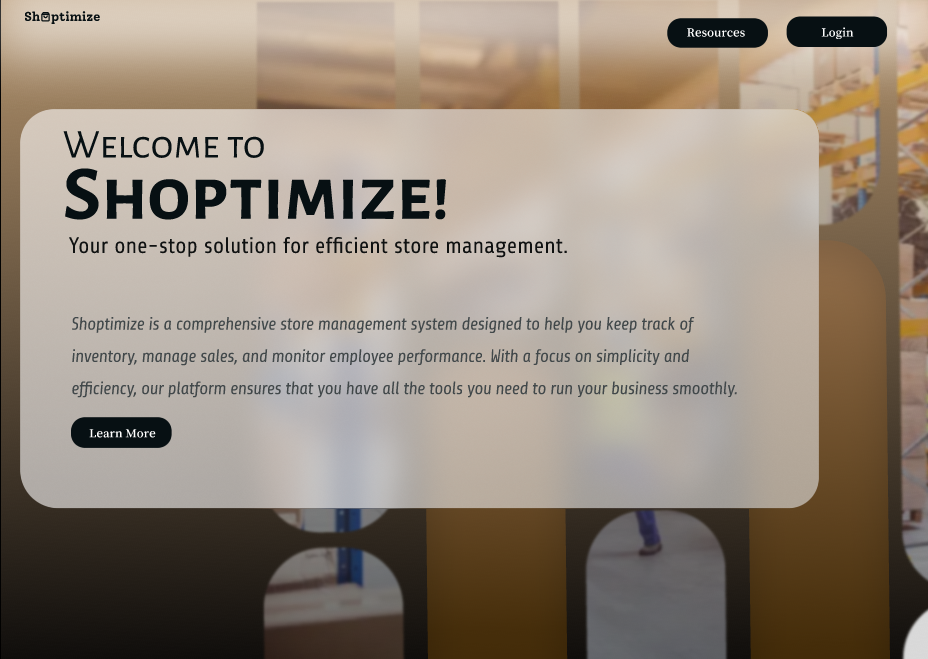 Shoptimize
Resources
Login
Welcome to
Shoptimize!
Your one-stop solution for efficient store management.
Shoptimize is a comprehensive store management system designed to help you keep track of
inventory, manage sales, and monitor employee performance. With a focus on simplicity and
efficiency, our platform ensures that you have all the tools you need to run your business smoothly.
Learn More